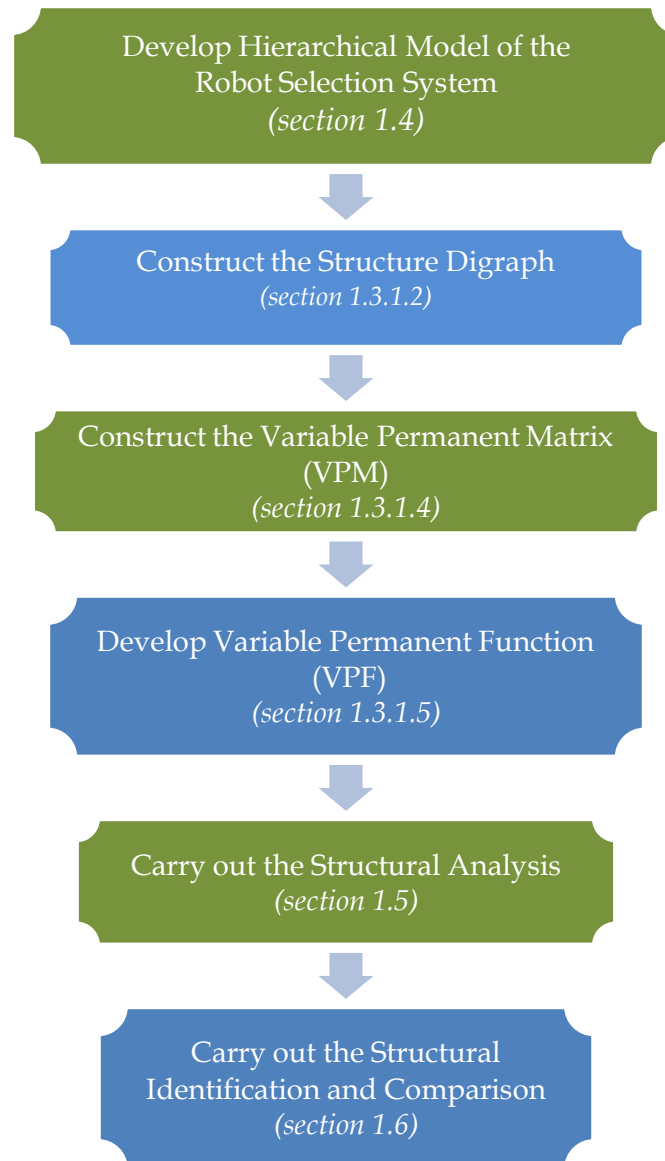 Develop Hierarchical Model of the
Robot Selection System
(section 1.4)
Construct the Structure Digraph
(section 1.3.1.2)
Construct the Variable Permanent Matrix
(VPM)
(section 1.3.1.4)
Develop Variable Permanent Function
(VPF)
(section 1.3.1.5)
Carry out the Structural Analysis
(section 1.5)
Carry out the Structural
Identification and Comparison
(section 1.6)